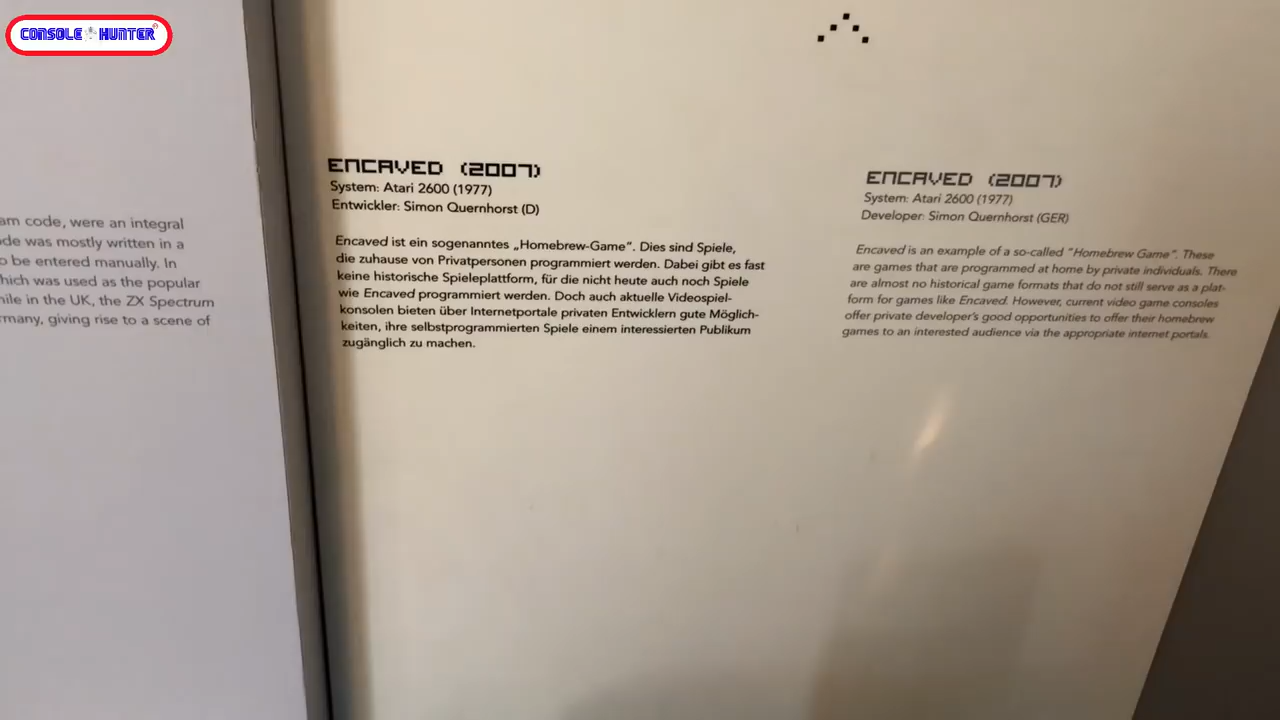 CONSOLE HUNTER
am code, were an integral
de was mostly written in a
o be entered manually. In
hich was used as the popular
hile in the UK, the ZX Spectrum
rmany, giving rise to a scene of
ENCAVED (2007)
System: Atari 2600 (1977)
Entwickler: Simon Quernhorst (D)
Encaved ist ein sogenanntes „Homebrew-Game“. Dies sind Spiele,
die zuhause von Privatpersonen programmiert werden. Dabei gibt es fast
keine historische Spieleplattform, für die nicht heute auch noch Spiele
wie Encaved programmiert werden. Doch auch aktuelle Videospiel-
konsolen bieten über Internetportale privaten Entwicklern gute Möglich-
keiten, ihre selbstprogrammierten Spiele einem interessierten Publikum
zugänglich zu machen.
ENCAVED (2007)
System: Atari 2600 (1977)
Developer: Simon Quernhorst (GER)
Encaved is an example of a so-called “Homebrew Game”. These
are games that are programmed at home by private individuals. There
are almost no historical game formats that do not still serve as a plat-
form for games like Encaved. However, current video game consoles
offer private developer's good opportunities to offer their homebrew
games to an interested audience via the appropriate internet portals.